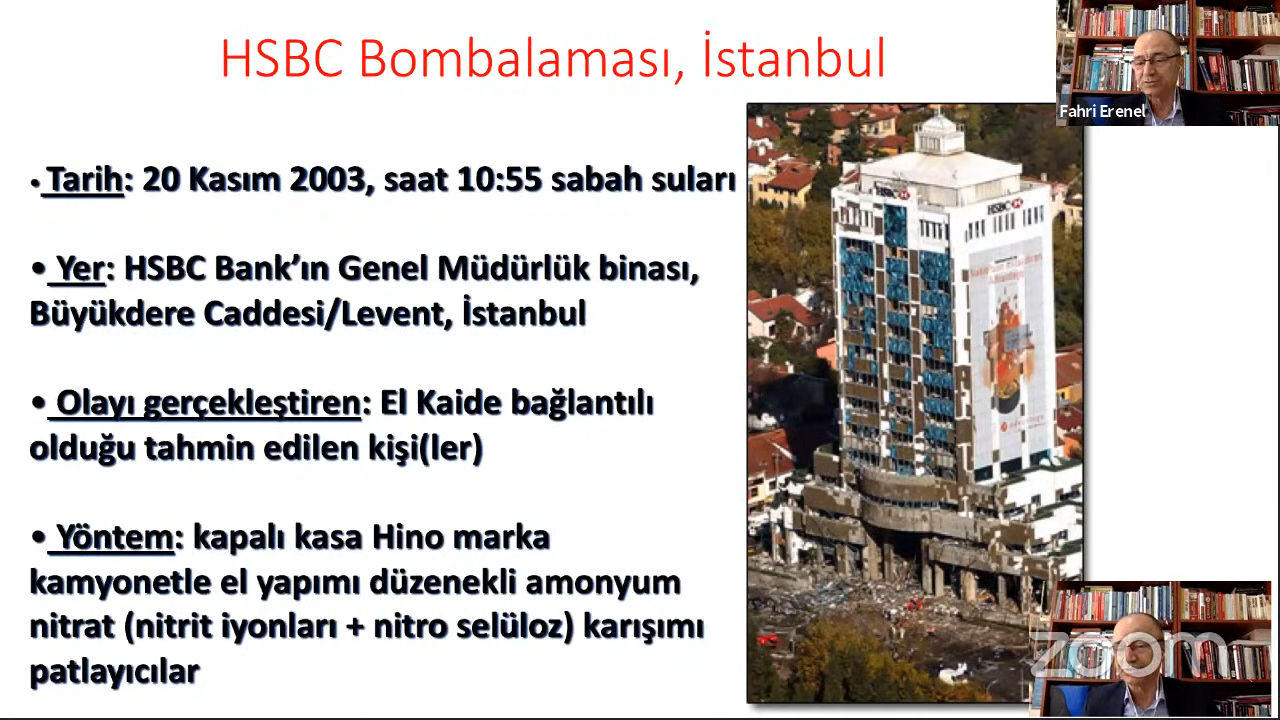 HSBC Bombalaması, İstanbul
Fahri Erenel
• Tarih: 20 Kasım 2003, saat 10:55 sabah suları
• Yer: HSBC Bank’ın Genel Müdürlük binası,
Büyükdere Caddesi/Levent, İstanbul
• Olayı gerçekleştiren: El Kaide bağlantılı
olduğu tahmin edilen kişi(ler)
• Yöntem: kapalı kasa Hino marka
kamyonetle el yapımı düzenekli amonyum
nitrat (nitrit iyonları + nitro selüloz) karışımı
patlayıcılar
HSBC
HSBC
zoom